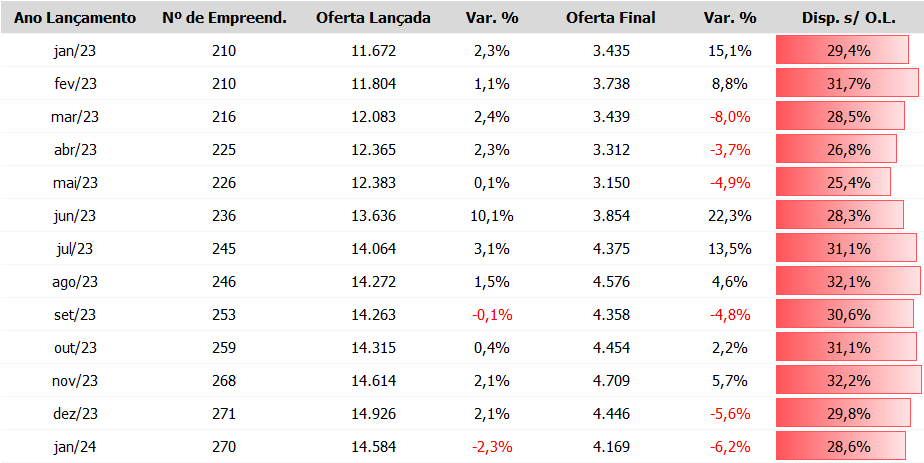 Ano Lançamento Nº de Empreend. Oferta Lançada Var. % Oferta Final Var. % Disp. s/ O.L.
jan/23 210 11.672 2,3% 3.435 15,1% 29,4%
fev/23 210 11.804 1,1% 3.738 8,8% 31,7%
mar/23 216 12.083 2,4% 3.439 -8,0% 28,5%
abr/23 225 12.365 2,3% 3.312 -3,7% 26,8%
mai/23 226 12.383 0,1% 3.150 -4,9% 25,4%
jun/23 236 13.636 10,1% 3.854 22,3% 28,3%
jul/23 245 14.064 3,1% 4.375 13,5% 31,1%
ago/23 246 14.272 1,5% 4.576 4,6% 32,1%
set/23 253 14.263 -0,1% 4.358 -4,8% 30,6%
out/23 259 14.315 0,4% 4.454 2,2% 31,1%
nov/23 268 14.614 2,1% 4.709 5,7% 32,2%
dez/23 271 14.926 2,1% 4.446 -5,6% 29,8%
jan/24 270 14.584 -2,3% 4.169 -6,2% 28,6%